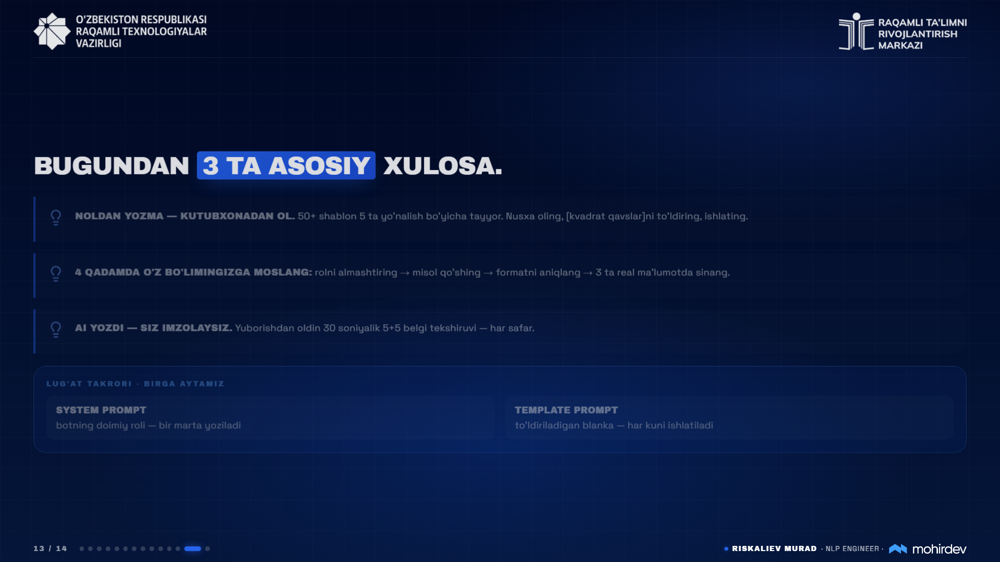 O'ZBEKISTON RESPUBLIKASI
RAQAMLI TEXNOLOGIYALAR
VAZIRLIGI
RAQAMLI TA'LIMNI
RIVOJLANTIRISH
MARKAZI
BUGUNDAN 3 TA ASOSIY XULOSA.
NOLDAN YOZMA — KUTUBXONADAN OL. 50+ shablon 5 ta yo'nalish bo'yicha tayyor. Nusxa oling, [kvadrat qavslar]ni to'ldiring, ishlating.
4 QADAMDA O'Z BO'LIMINGIZGA MOSLANG: rolni almashtiring → misol qo'shing → formatni aniqlang → 3 ta real ma'lumotda sinang.
AI YOZDI — SIZ IMZOLAYSIZ. Yuborishdan oldin 30 soniyalik 5+5 belgi tekshiruvi — har safar.
LUG'AT TAKRORI · BIRGA AYTAMIZ
SYSTEM PROMPT
botning doimiy roli — bir marta yoziladi
TEMPLATE PROMPT
to'ldiriladigan blanka — har kuni ishlatiladi
13 / 14
RISKALIEV MURAD · NLP ENGINEER ·
mohirdev